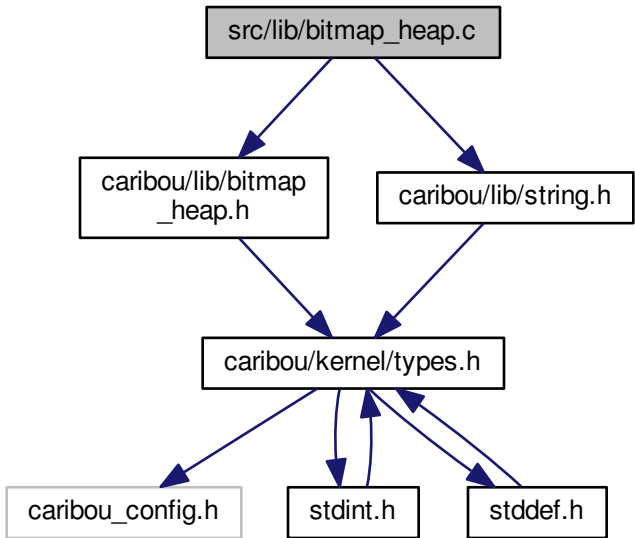 src/lib/bitmap_heap.c
caribou/lib/bitmap
_heap.h
caribou/lib/string.h
caribou/kernel/types.h
caribou_config.h
stdint.h
stddef.h